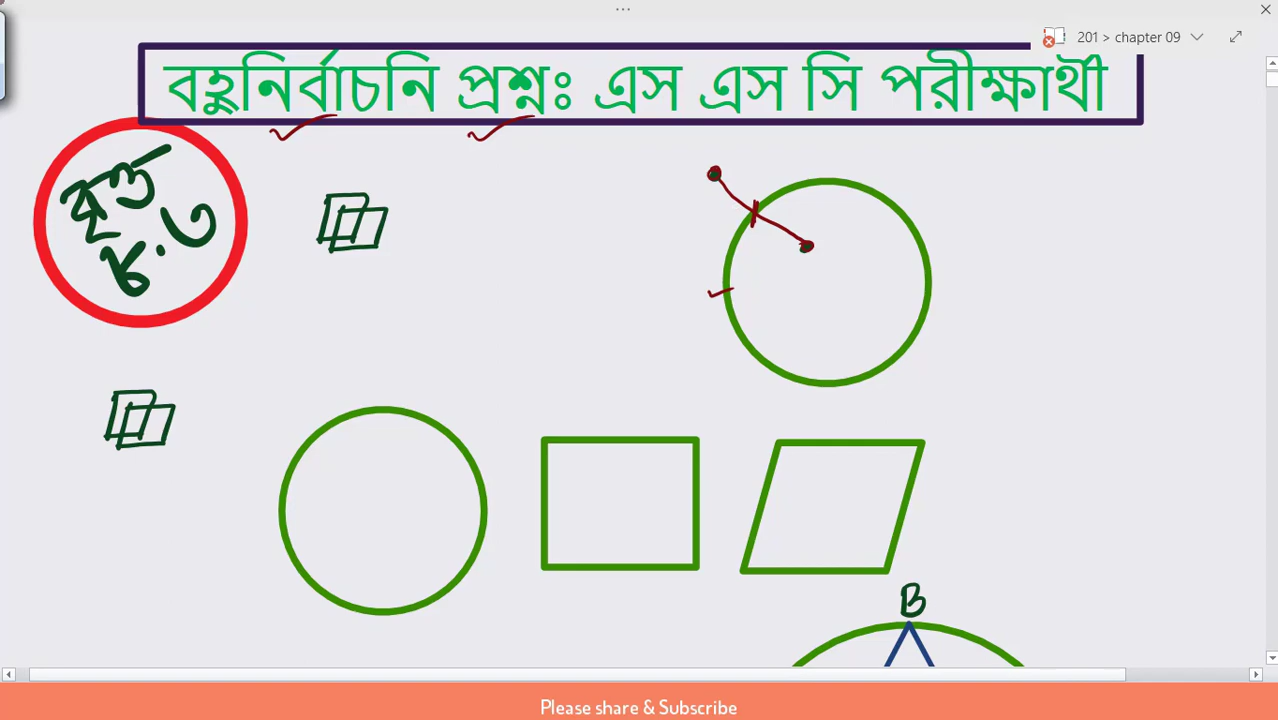 201 > chapter 09
বহুনির্বাচনি প্রশ্নঃ এস এস সি পরীক্ষার্থী
বৃত্ত
৮.৩
B
Please share & Subscribe